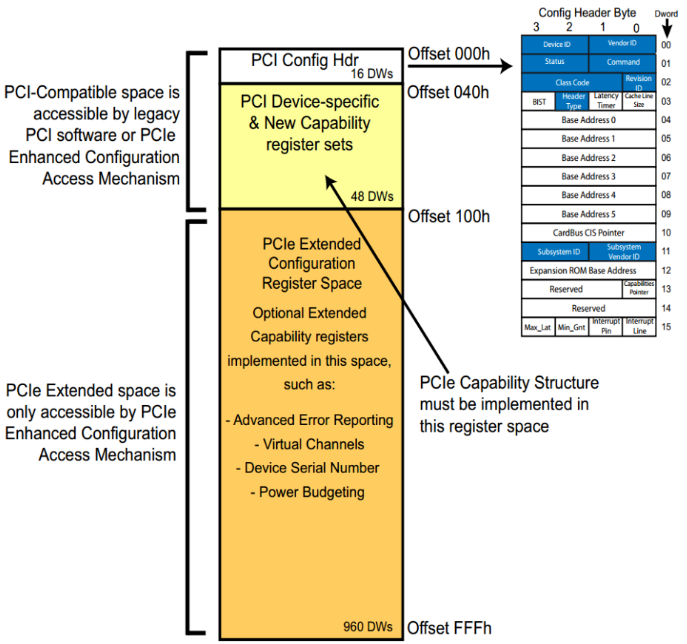 PCI-Compatible space is
accessible by legacy
PCI software or PCIe
Enhanced Configuration
Access Mechanism
PCIe Extended space is
only accessible by PCIe
Enhanced Configuration
Access Mechanism
PCI Config Hdr
16 DWs
PCI Device-specific
& New Capability
register sets
48 DWs
PCIe Extended
Configuration
Register Space
Optional Extended
Capability registers
implemented in this space,
such as:
- Advanced Error Reporting
- Virtual Channels
- Device Serial Number
- Power Budgeting
960 DWs
Offset 000h
Offset 040h
Offset 100h
PCIe Capability Structure
must be implemented in
this register space
Offset FFFh
Config Header Byte
Dword
3 2 1 0
Device ID Vendor ID 00
Status Command 01
Class Code Revision ID 02
BIST Header Type Latency Timer Cache Line Size 03
Base Address 0 04
Base Address 1 05
Base Address 2 06
Base Address 3 07
Base Address 4 08
Base Address 5 09
CardBus CIS Pointer 10
Subsystem ID Subsystem Vendor ID 11
Expansion ROM Base Address 12
Reserved Capabilities Pointer 13
Reserved 14
Max_Lat Min_Gnt Interrupt Pin Interrupt Line 15